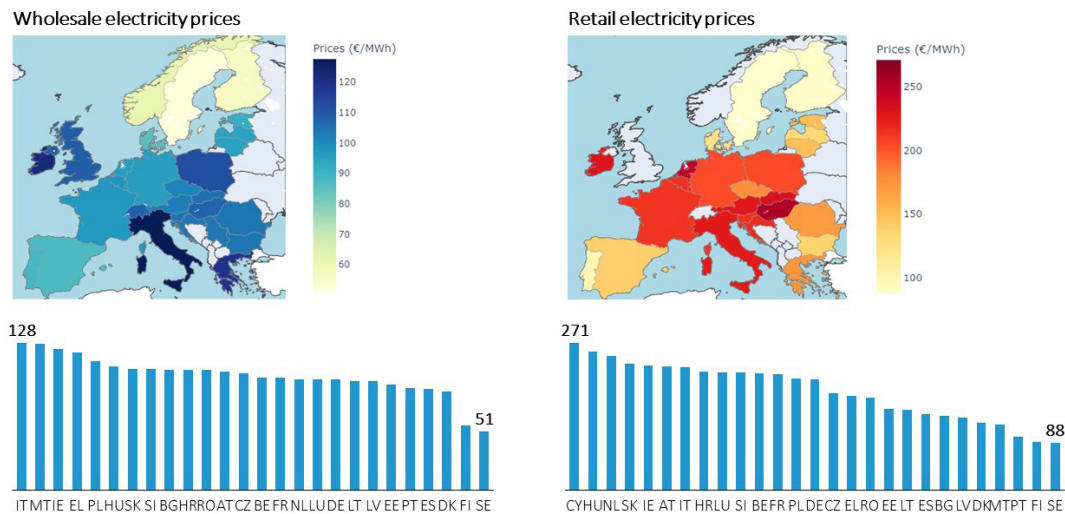 Wholesale electricity prices
Prices (€/MWh)
120
110
100
90
80
70
60
128
51
IT MT IE EL PL HU SK SI BG HR RO AT CZ BE FR NL LU DE LT LV EE PT ES DK FI SE
Retail electricity prices
Prices (€/MWh)
250
200
150
100
271
88
CY HU NL SK IE AT IT HR LU SI BE FR PL DE CZ EL RO EE LT ES BG LV DK MT PT FI SE